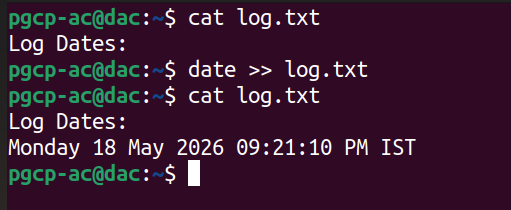 pgcp-ac@dac:~$ cat log.txt
Log Dates:
pgcp-ac@dac:~$ date >> log.txt
pgcp-ac@dac:~$ cat log.txt
Log Dates:
Monday 18 May 2026 09:21:10 PM IST
pgcp-ac@dac:~$